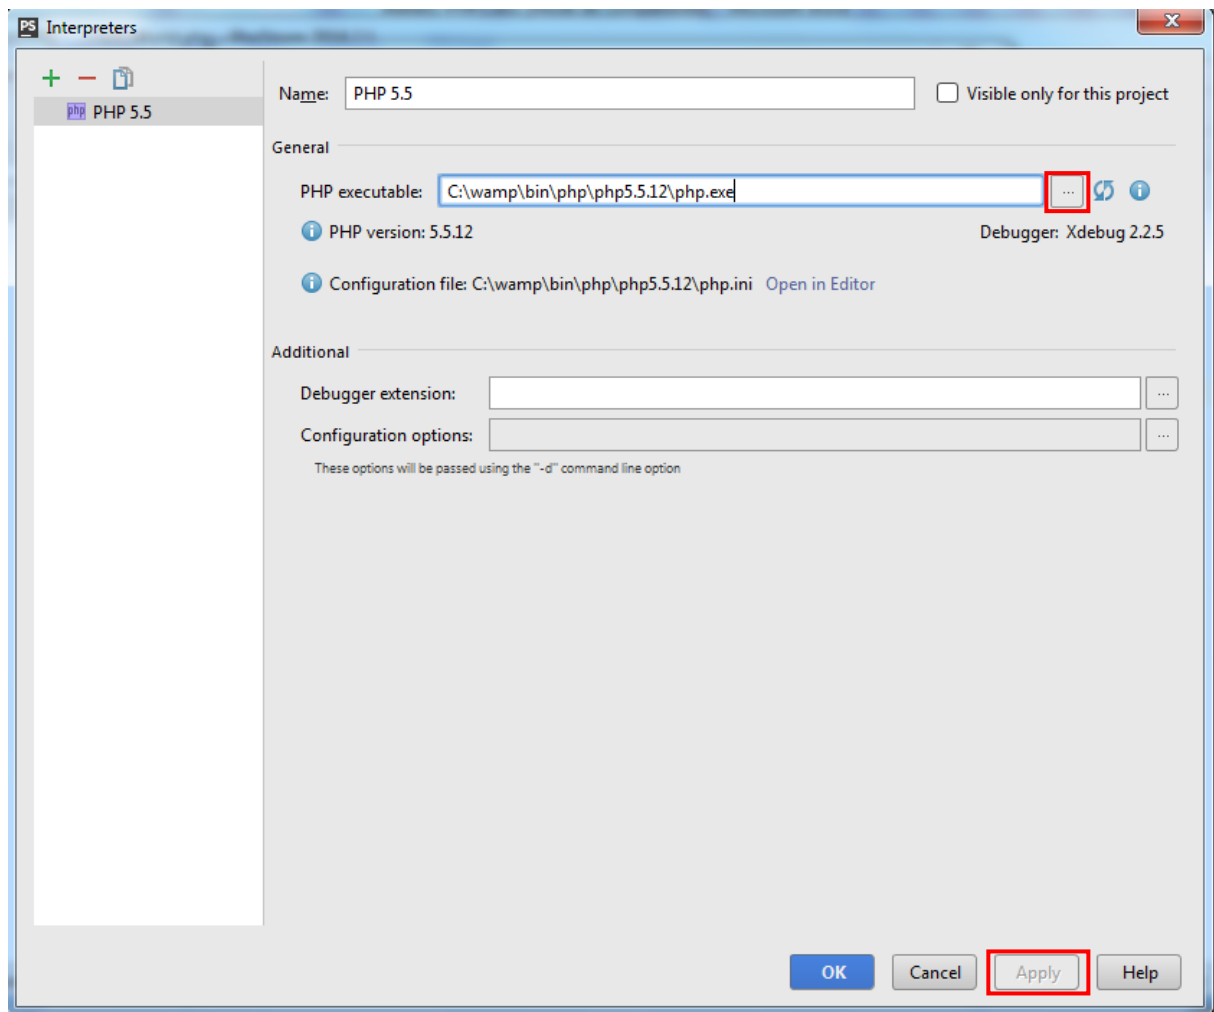 PS Interpreters
x
php PHP 5.5
Name: PHP 5.5 Visible only for this project
General
PHP executable: C:\wamp\bin\php\php5.5.12\php.exe ...
PHP version: 5.5.12 Debugger: Xdebug 2.2.5
Configuration file: C:\wamp\bin\php\php5.5.12\php.ini Open in Editor
Additional
Debugger extension: ...
Configuration options: ...
These options will be passed using the "-d" command line option
OK Cancel Apply Help